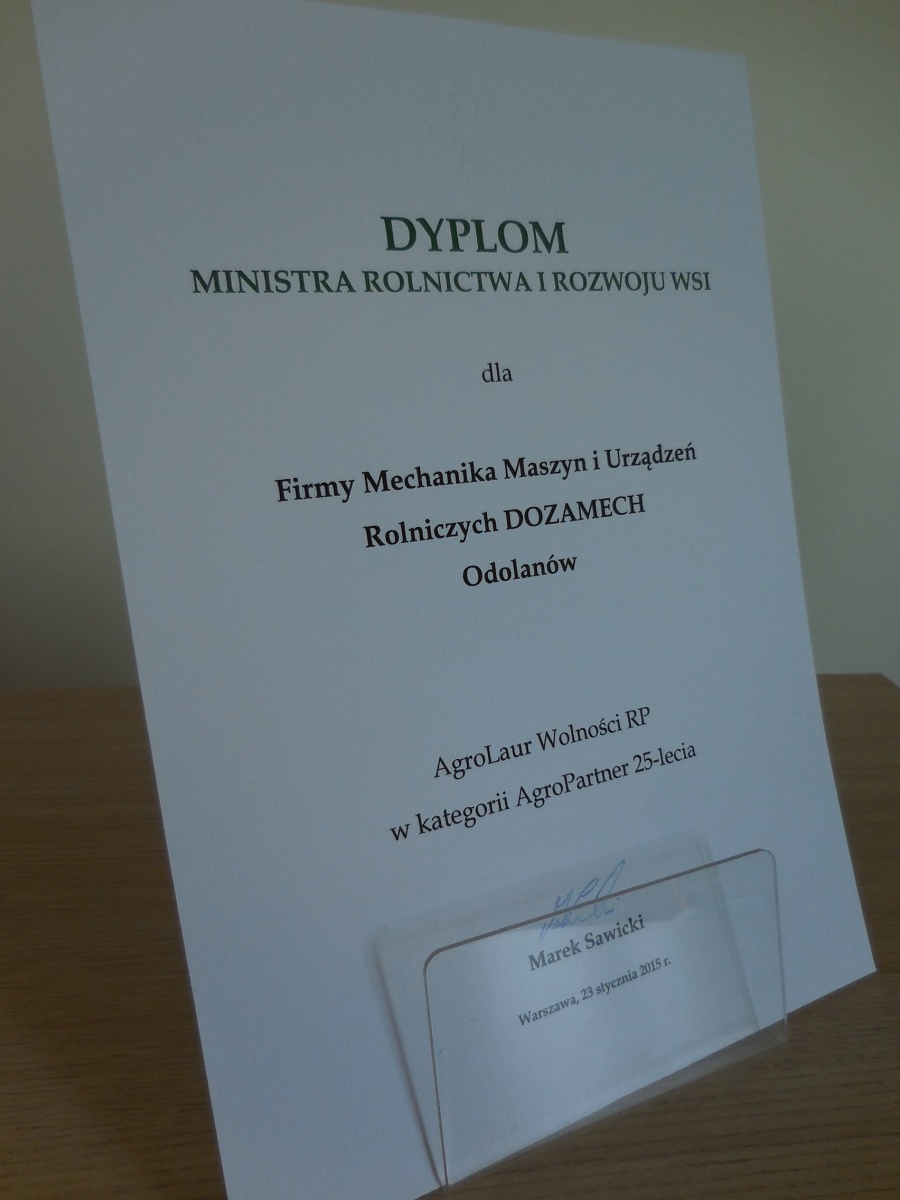 DYPLOM
MINISTRA ROLNICTWA I ROZWOJU WSI
dla
Firmy Mechanika Maszyn i Urządzeń
Rolniczych DOZAMECH
Odolanów
AgroLaur Wolności RP
w kategorii AgroPartner 25-lecia
Marek Sawicki
Warszawa, 23 stycznia 2015 r.